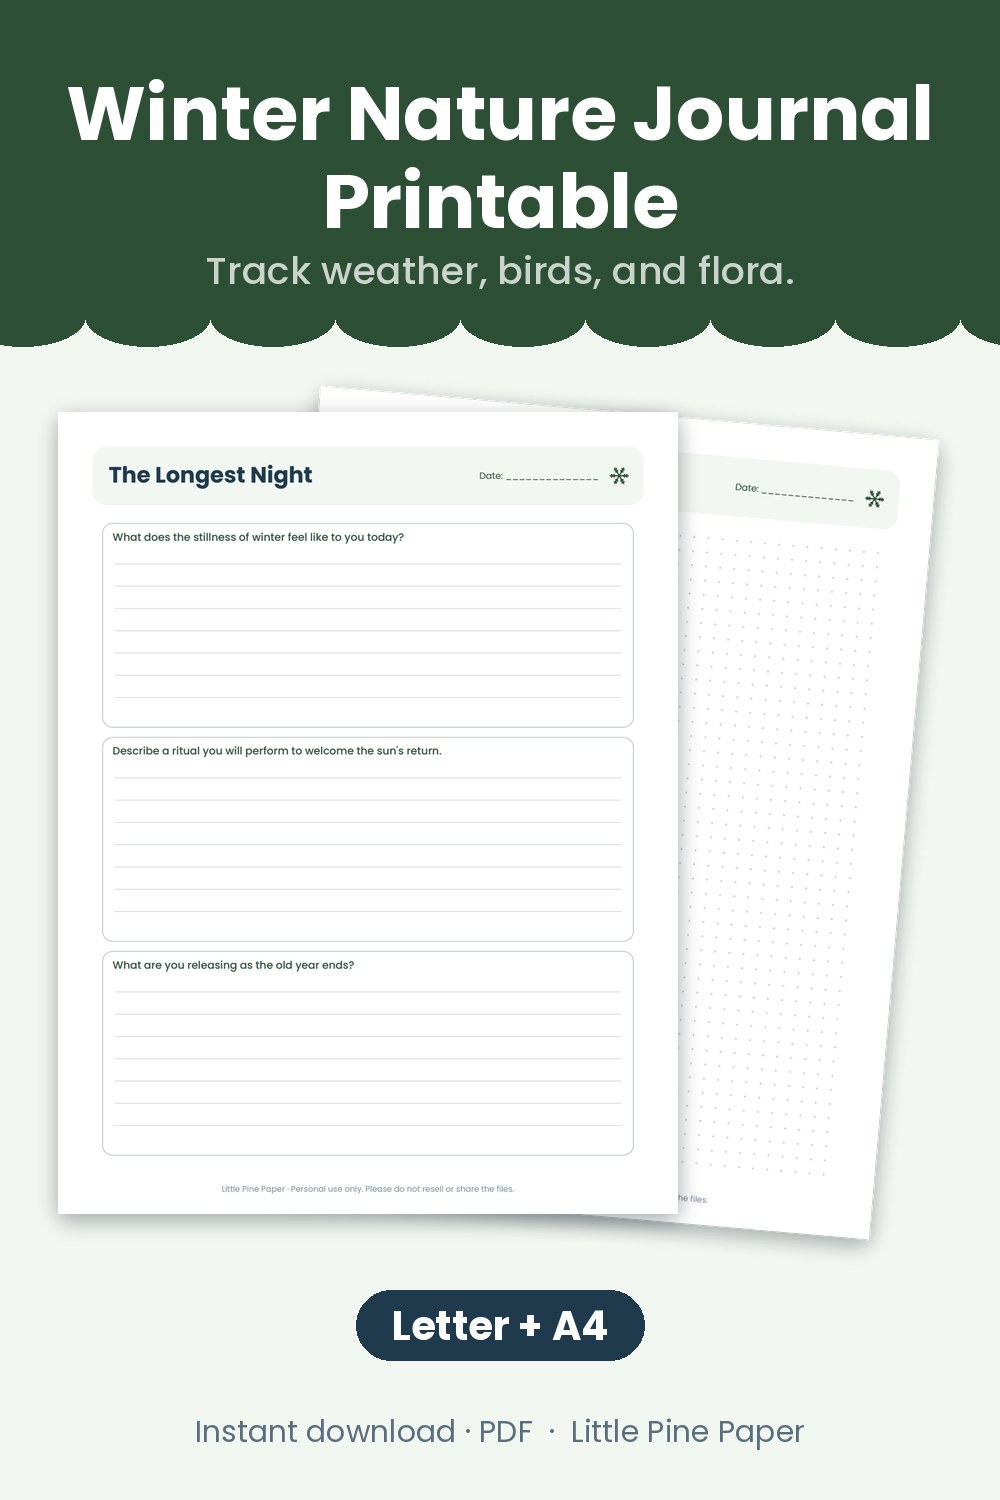 Winter Nature Journal
Printable
Track weather, birds, and flora.
The Longest Night
Date: ______________
Date: ______________
What does the stillness of winter feel like to you today?
Describe a ritual you will perform to welcome the sun's return.
What are you releasing as the old year ends?
Little Pine Paper · Personal use only. Please do not resell or share the files.
he files.
Letter + A4
Instant download · PDF · Little Pine Paper